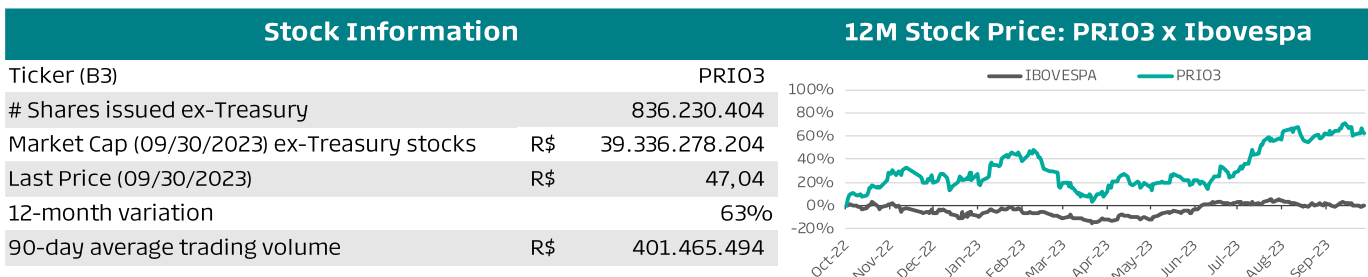 Stock Information
Ticker (B3) PRIO3
# Shares issued ex-Treasury 836.230.404
Market Cap (09/30/2023) ex-Treasury stocks R$ 39.336.278.204
Last Price (09/30/2023) R$ 47,04
12-month variation 63%
90-day average trading volume R$ 401.465.494
12M Stock Price: PRIO3 x Ibovespa
IBOVESPA PRIO3
100%
80%
60%
40%
20%
0%
-20%
Oct-22 Nov-22 Dec-22 Jan-23 Feb-23 Mar-23 Apr-23 May-23 Jun-23 Jul-23 Aug-23 Sep-23